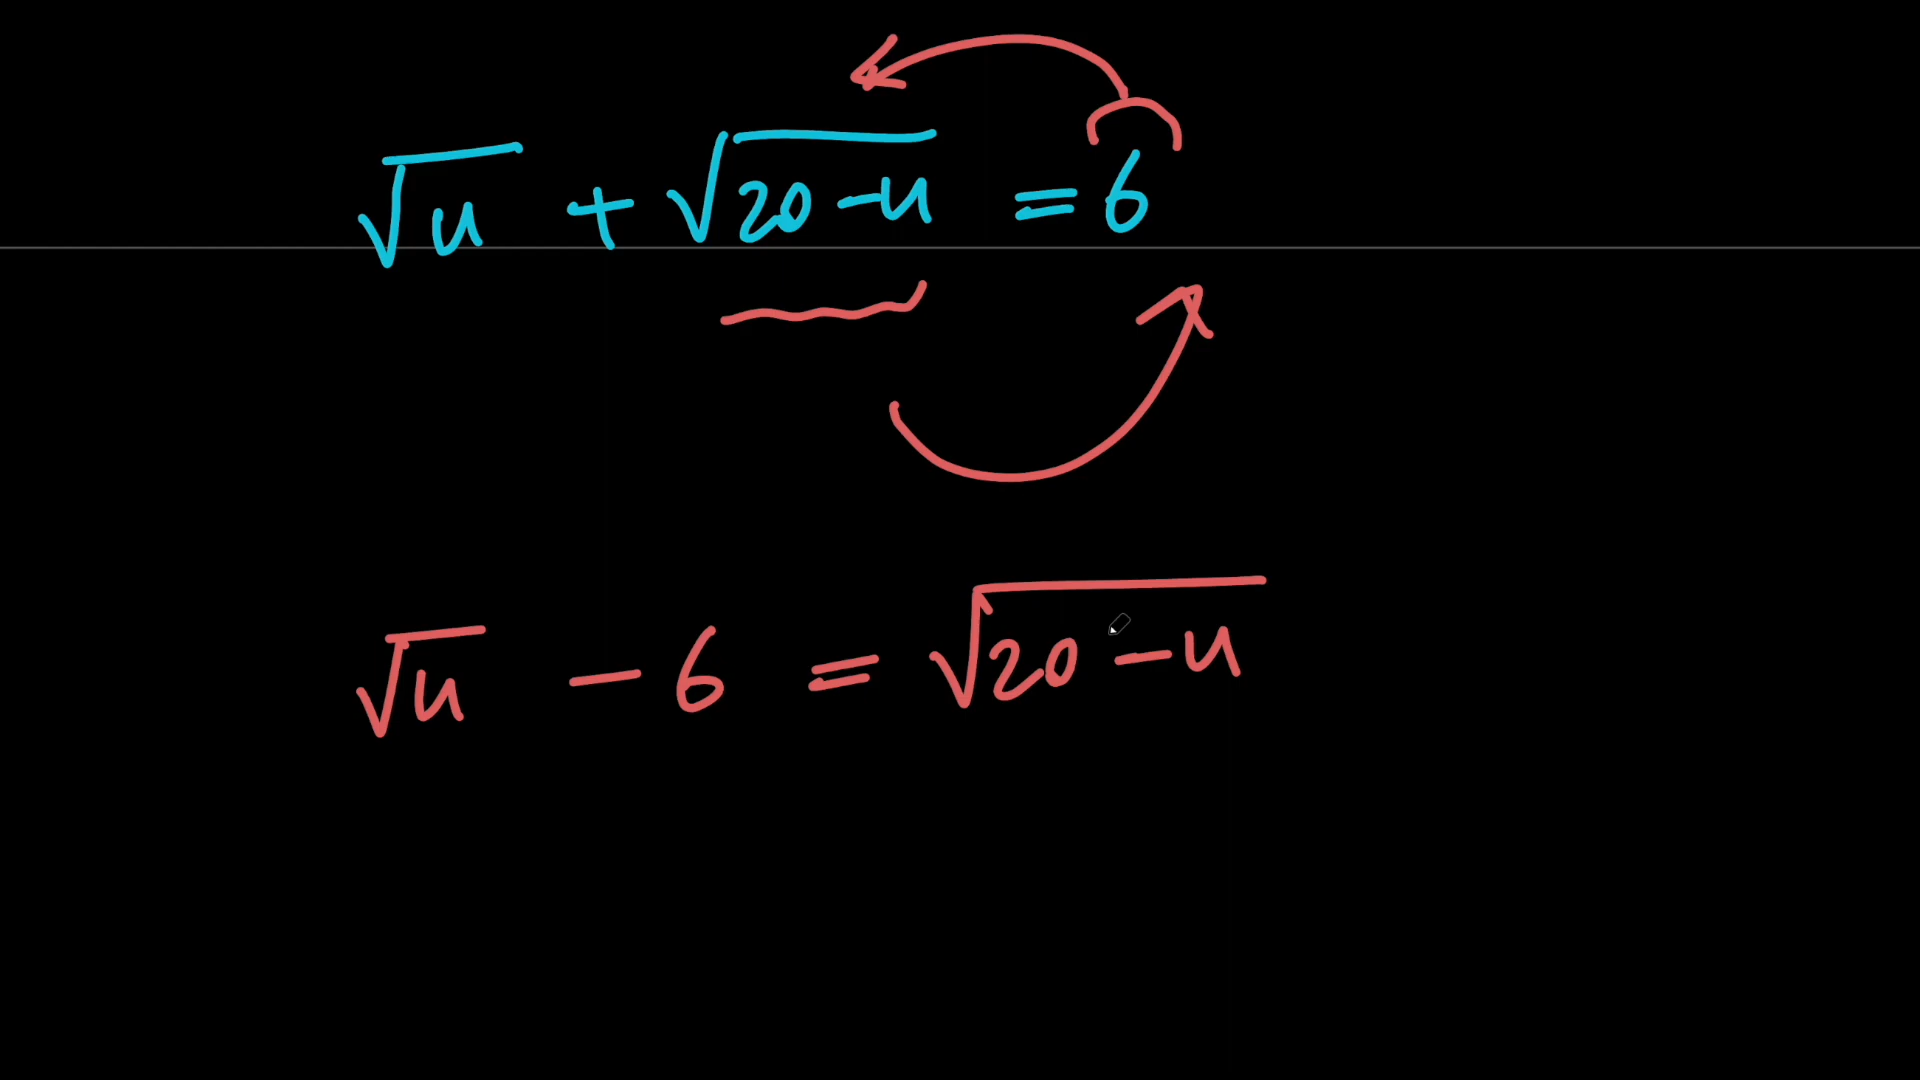 √u + √20-u = 6
√u - 6 = √20-u